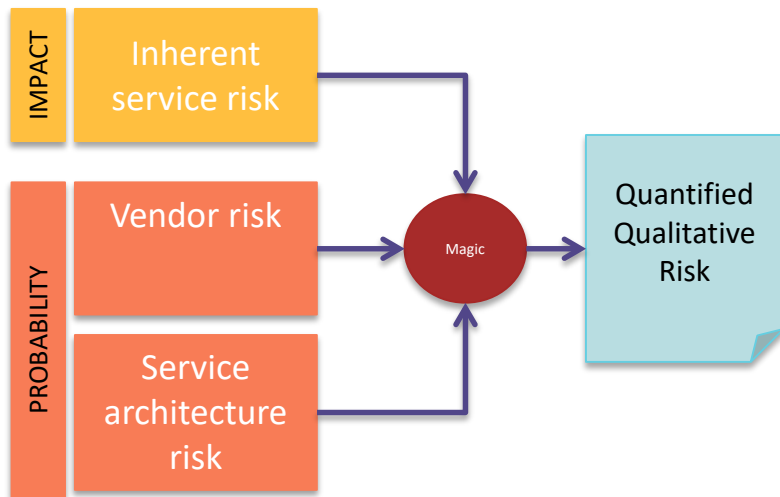 IMPACT
Inherent
service risk
PROBABILITY
Vendor risk
Service
architecture
risk
Magic
Quantified
Qualitative
Risk